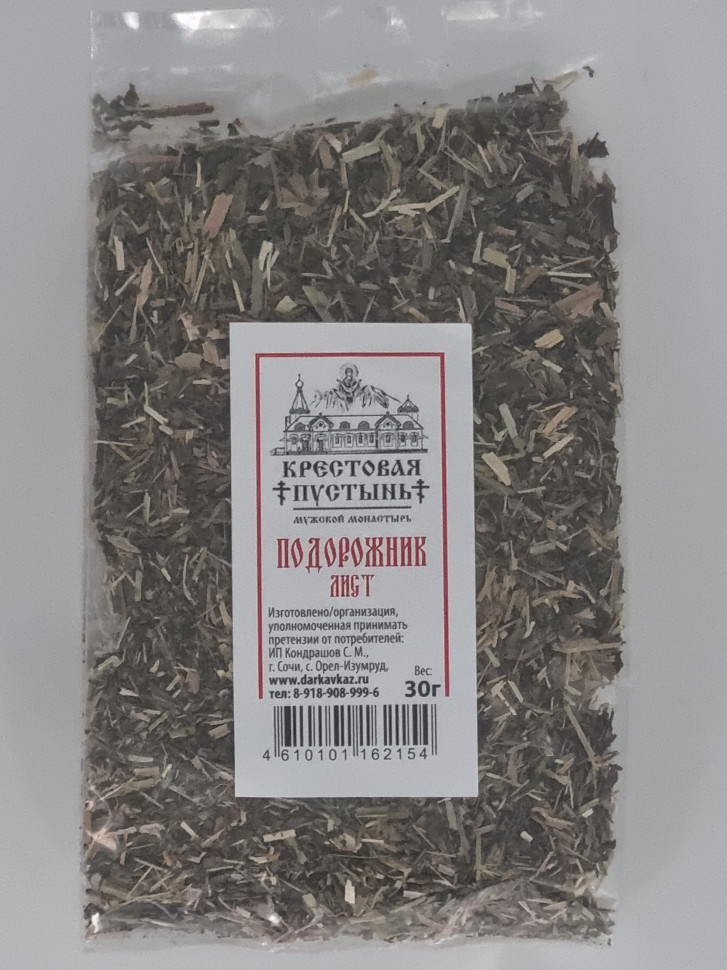 КРЕСТОВАЯ
ПУСТЫНЬ
МУЖСКОЙ МОНАСТЫРЬ
ПОДОРОЖНИК
ЛИСТ
Изготовлено/организация,
уполномоченная принимать
претензии от потребителей:
ИП Кондрашов С. М.,
г. Сочи, с. Орел-Изумруд,
www.darkavkaz.ru
тел: 8-918-908-999-6
Вес:
30г
4 610101 162154